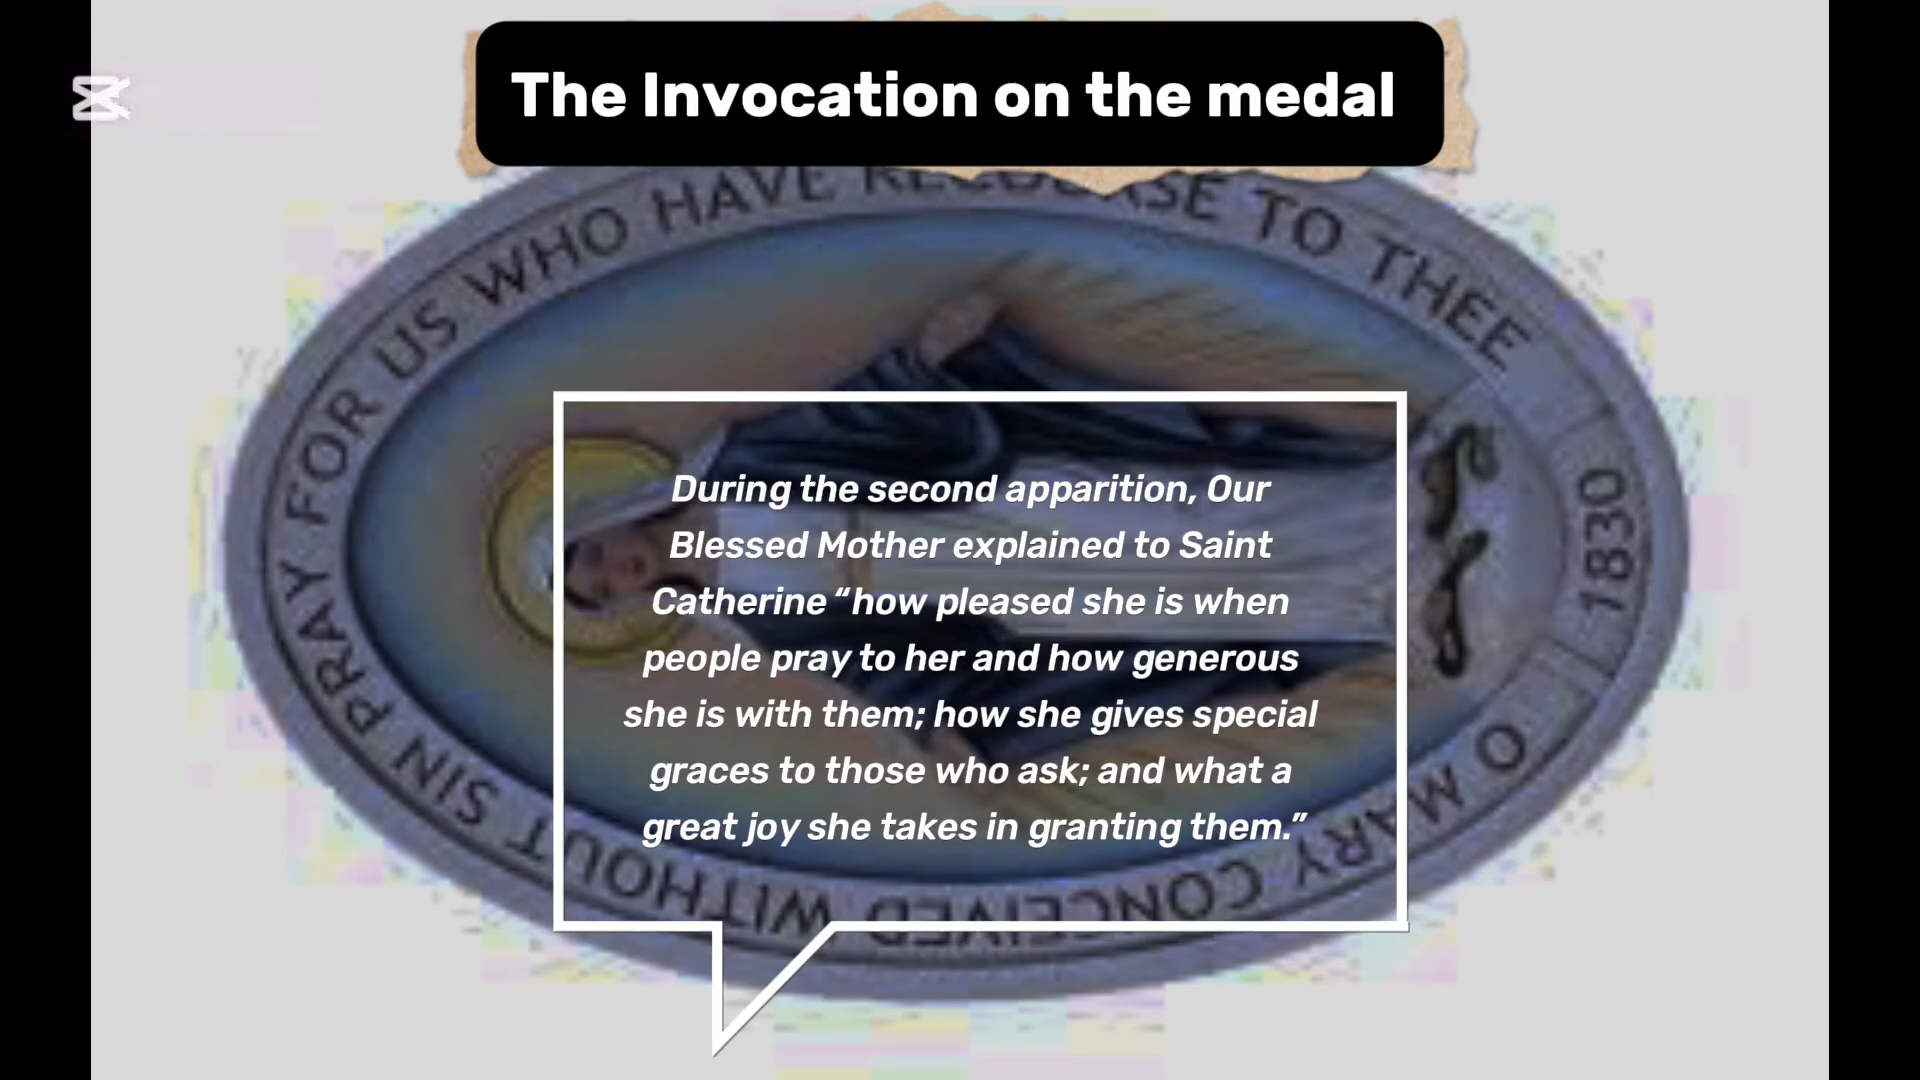 The Invocation on the medal
O MARY CONCEIVED WITHOUT SIN PRAY FOR US WHO HAVE RECOURSE TO THEE
1830
During the second apparition, Our
Blessed Mother explained to Saint
Catherine “how pleased she is when
people pray to her and how generous
she is with them; how she gives special
graces to those who ask; and what a
great joy she takes in granting them.”